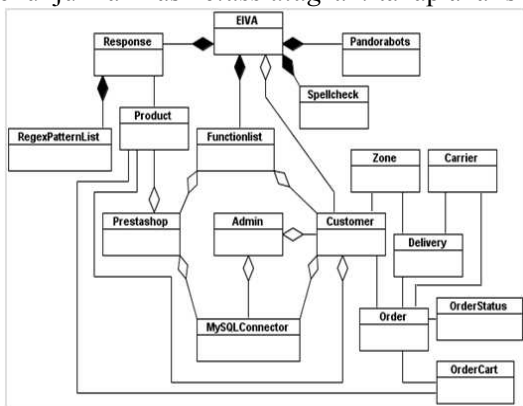 EIVA
Response
Pandorabots
Spellcheck
Product
RegexPatternList
Functionlist
Zone
Carrier
Prestashop
Admin
Customer
Delivery
OrderStatus
Order
MySQLConnector
OrderCart